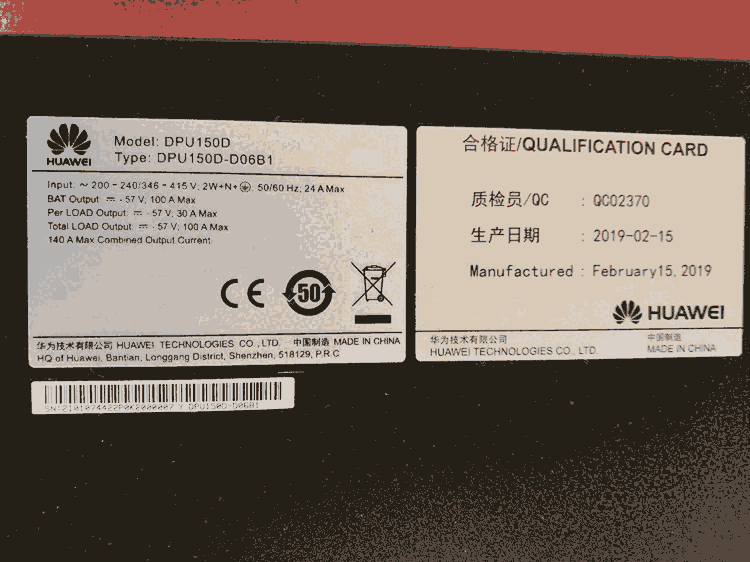 HUAWEI
Model: DPU150D
Type: DPU150D-D06B1
Input: ~ 200 - 240/346 - 415 V; 2W+N+⏚; 50/60 Hz; 24 A Max
BAT Output: ⎓ - 57 V; 100 A Max
Per LOAD Output: ⎓ - 57 V; 30 A Max
Total LOAD Output: ⎓ - 57 V; 100 A Max
140 A Max Combined Output Current
CE 50
华为技术有限公司 HUAWEI TECHNOLOGIES CO., LTD. 中国制造 MADE IN CHINA
HQ of Huawei, Bantian, Longgang District, Shenzhen, 518129, P.R.C
SN:2101074422P0K2000007 Y DPU150D-D06B1
合格证/QUALIFICATION CARD
质检员/QC : QC02370
生产日期 : 2019-02-15
Manufactured : February15, 2019
HUAWEI
华为技术有限公司 中国制造
HUAWEI TECHNOLOGIES CO., LTD. MADE IN CHINA